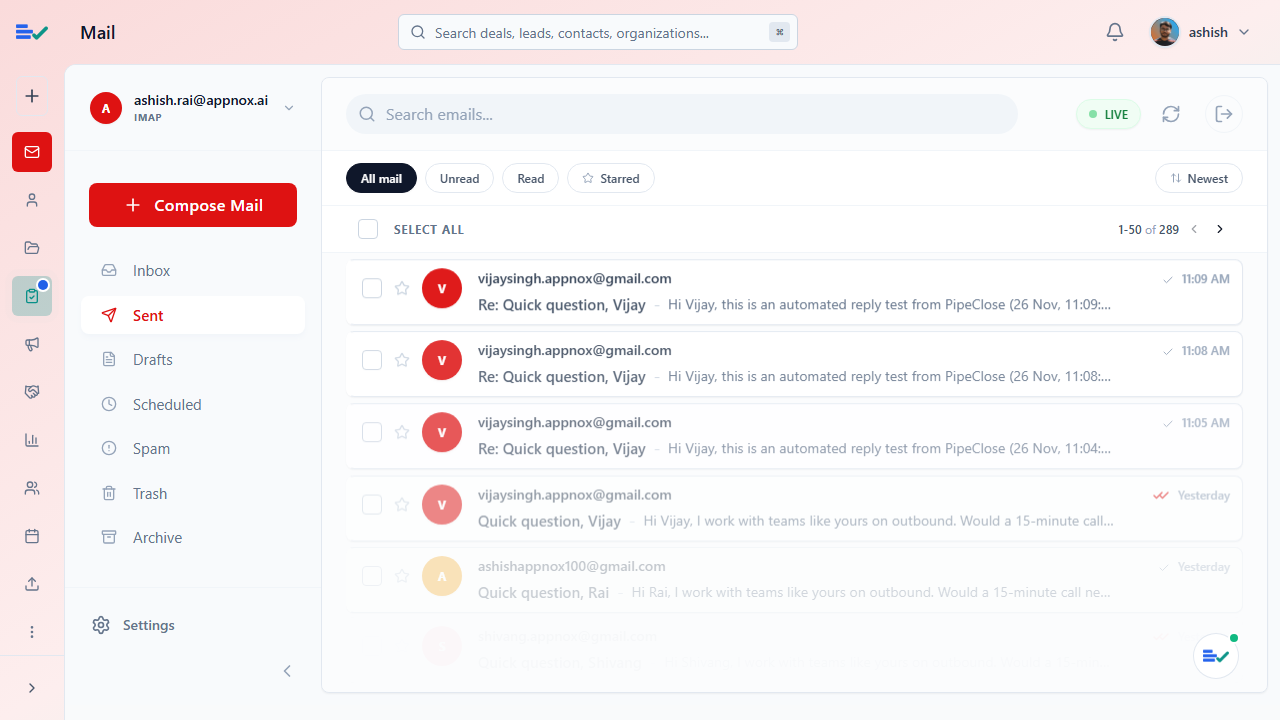 Mail
Search deals, leads, contacts, organizations...
⌘
ashish
A
ashish.rai@appnox.ai
IMAP
Search emails...
LIVE
All mail
Unread
Read
Starred
Newest
Compose Mail
SELECT ALL
1-50 of 289
Inbox
Sent
Drafts
Scheduled
Spam
Trash
Archive
Settings
V
vijaysingh.appnox@gmail.com
11:09 AM
Re: Quick question, Vijay - Hi Vijay, this is an automated reply test from PipeClose (26 Nov, 11:09:...
V
vijaysingh.appnox@gmail.com
11:08 AM
Re: Quick question, Vijay - Hi Vijay, this is an automated reply test from PipeClose (26 Nov, 11:08:...
V
vijaysingh.appnox@gmail.com
11:05 AM
Re: Quick question, Vijay - Hi Vijay, this is an automated reply test from PipeClose (26 Nov, 11:04:...
V
vijaysingh.appnox@gmail.com
Yesterday
Quick question, Vijay - Hi Vijay, I work with teams like yours on outbound. Would a 15-minute call...
A
ashishappnox100@gmail.com
Yesterday
Quick question, Rai - Hi Rai, I work with teams like yours on outbound. Would a 15-minute call ne...